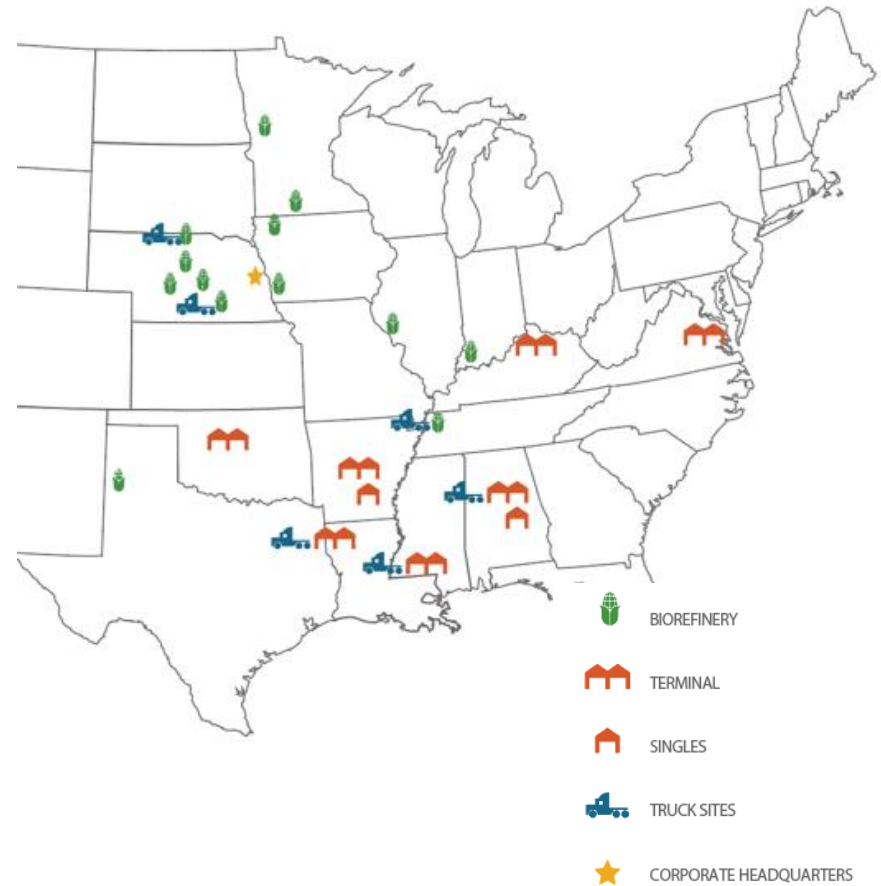 BIOREFINERY
TERMINAL
SINGLES
TRUCK SITES
CORPORATE HEADQUARTERS